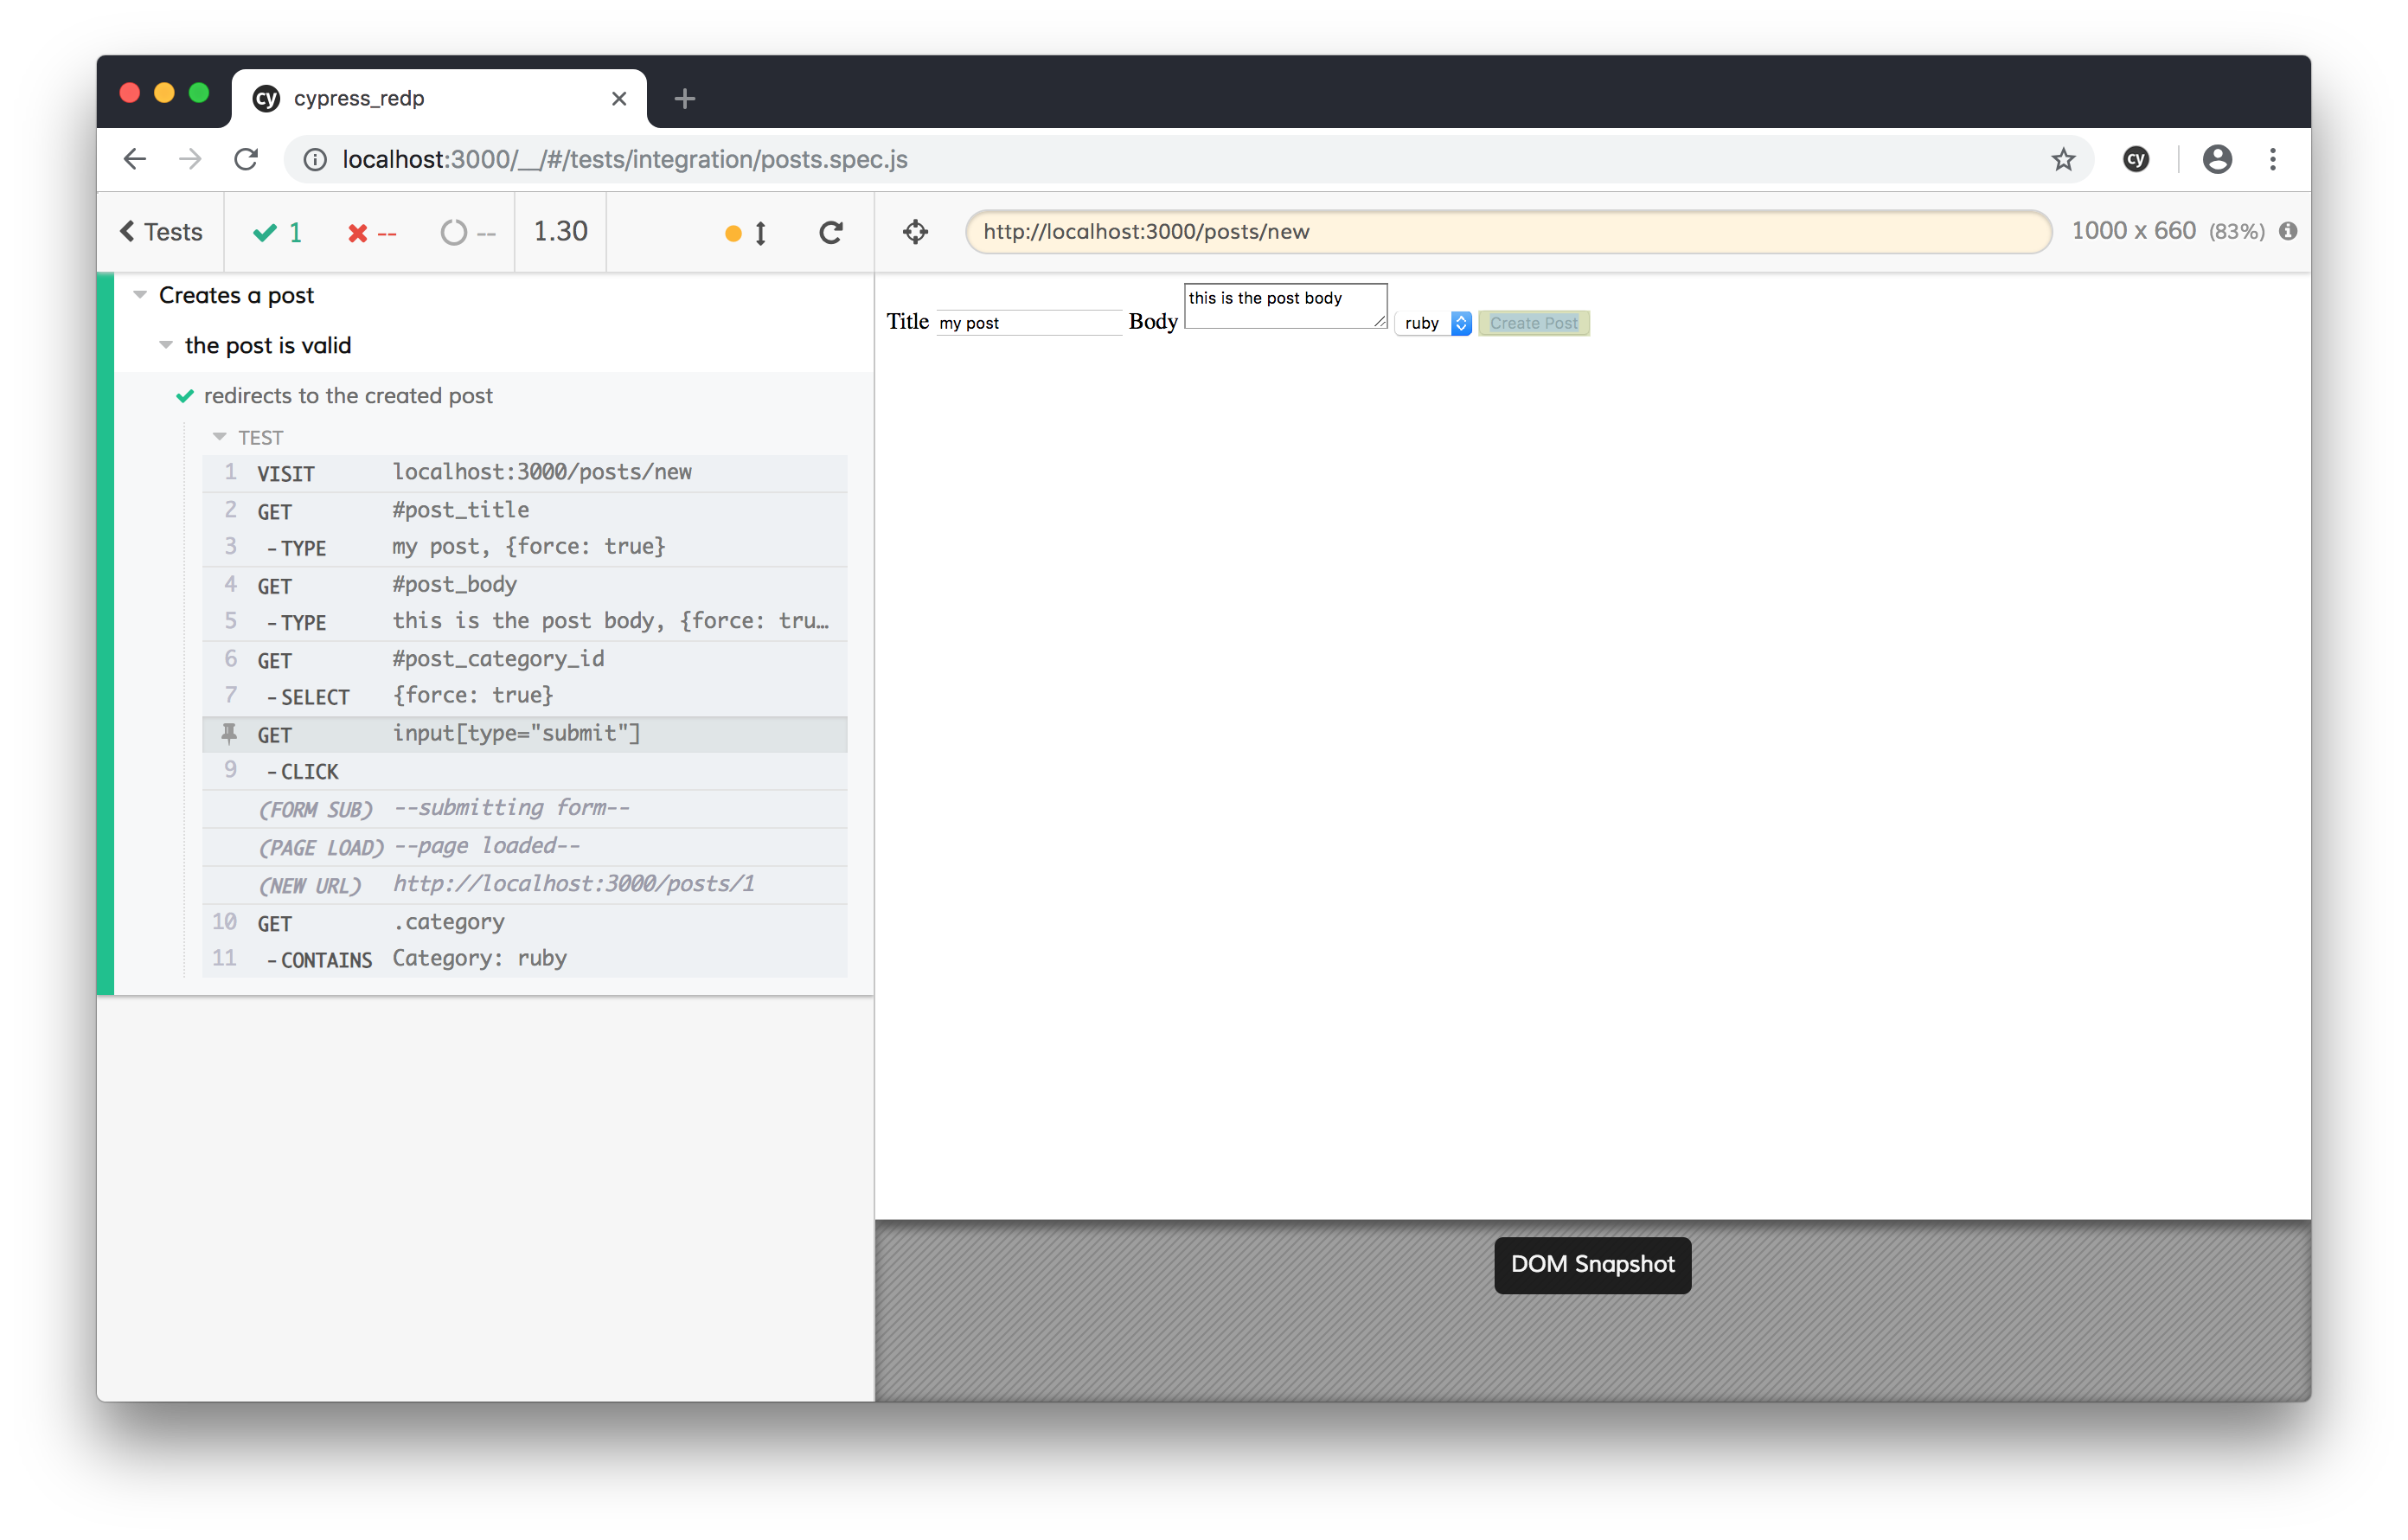 cy cypress_redp
localhost:3000/__/#/tests/integration/posts.spec.js
cy
Tests 1 -- -- 1.30
http://localhost:3000/posts/new 1000 x 660 (83%)
Creates a post
the post is valid
redirects to the created post
TEST
1 VISIT localhost:3000/posts/new
2 GET #post_title
3 -TYPE my post, {force: true}
4 GET #post_body
5 -TYPE this is the post body, {force: tru…
6 GET #post_category_id
7 -SELECT {force: true}
GET input[type="submit"]
9 -CLICK
(FORM SUB) --submitting form--
(PAGE LOAD) --page loaded--
(NEW URL) http://localhost:3000/posts/1
10 GET .category
11 -CONTAINS Category: ruby
Title my post Body this is the post body ruby Create Post
DOM Snapshot